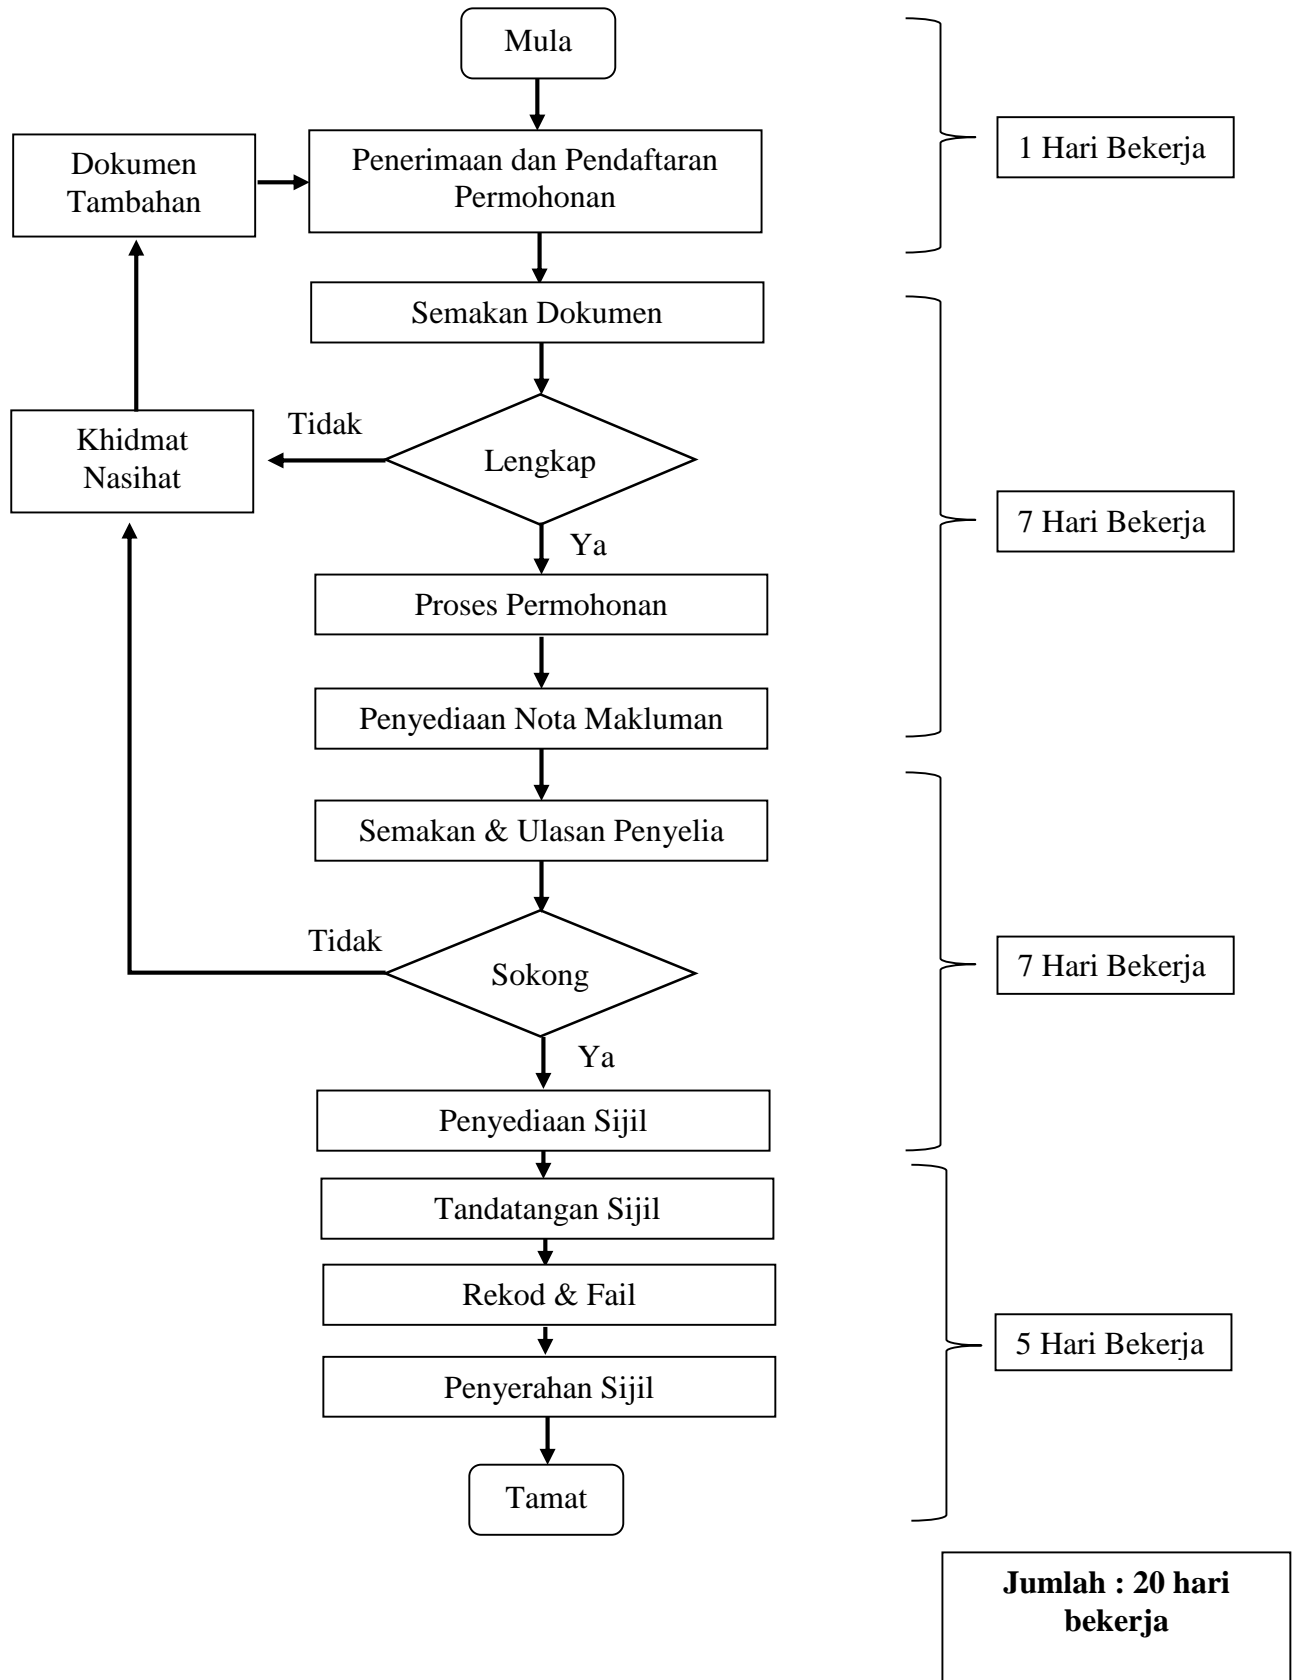 Mula
Penerimaan dan Pendaftaran
Permohonan
1 Hari Bekerja
Dokumen
Tambahan
Semakan Dokumen
Tidak
Khidmat
Nasihat
Lengkap
7 Hari Bekerja
Ya
Proses Permohonan
Penyediaan Nota Makluman
Semakan & Ulasan Penyelia
Tidak
Sokong
7 Hari Bekerja
Ya
Penyediaan Sijil
Tandatangan Sijil
Rekod & Fail
5 Hari Bekerja
Penyerahan Sijil
Tamat
Jumlah : 20 hari
bekerja